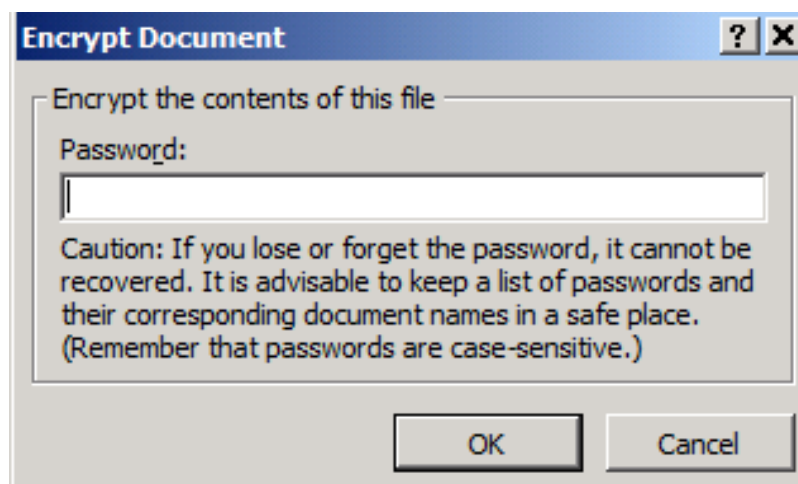 Encrypt Document
Encrypt the contents of this file
Password:
Caution: If you lose or forget the password, it cannot be
recovered. It is advisable to keep a list of passwords and
their corresponding document names in a safe place.
(Remember that passwords are case-sensitive.)
OK Cancel